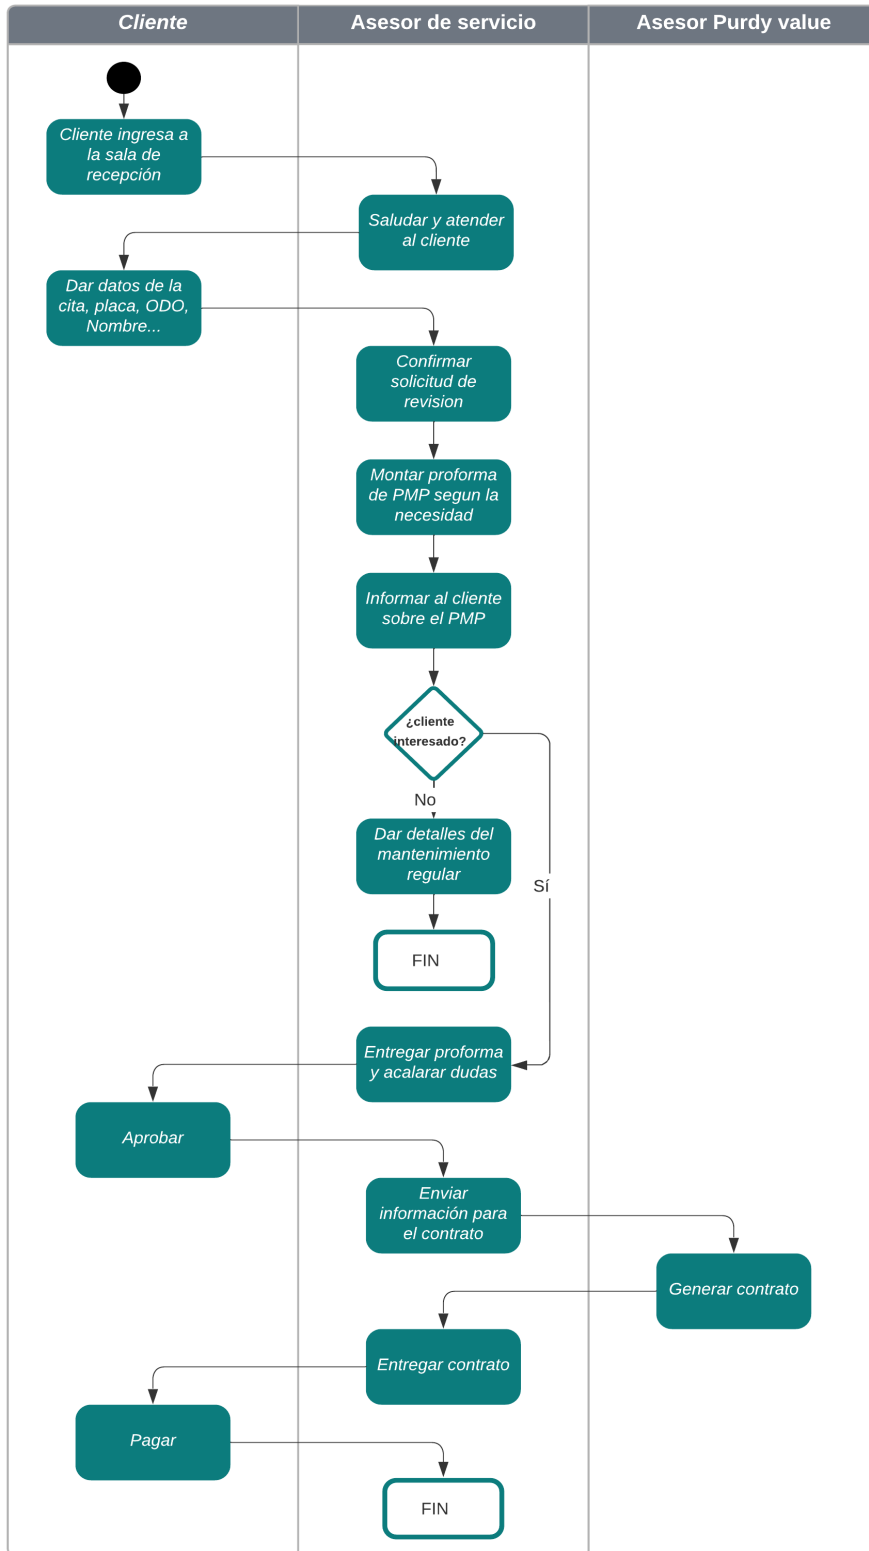 Cliente
Asesor de servicio
Asesor Purdy value
Cliente ingresa a
la sala de
recepción
Saludar y atender
al cliente
Dar datos de la
cita, placa, ODO,
Nombre...
Confirmar
solicitud de
revision
Montar proforma
de PMP segun la
necesidad
Informar al cliente
sobre el PMP
¿cliente
interesado?
No
Dar detalles del
mantenimiento
regular
Sí
FIN
Entregar proforma
y acalarar dudas
Aprobar
Enviar
información para
el contrato
Generar contrato
Entregar contrato
Pagar
FIN